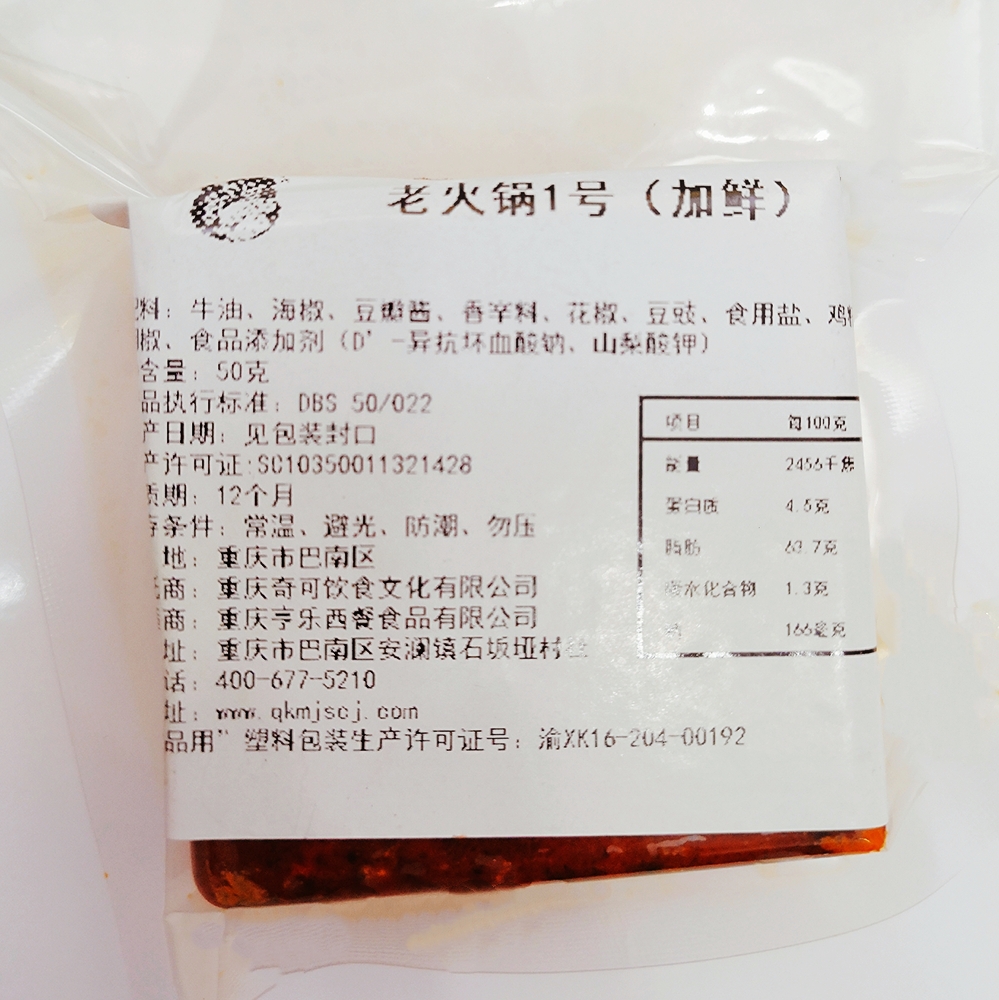 老火锅1号（加鲜）
料：牛油、海椒、豆瓣酱、香辛料、花椒、豆豉、食用盐、鸡
椒、食品添加剂（D’-异抗坏血酸钠、山梨酸钾）
含量：50克
品执行标准：DBS 50/022
产日期：见包装封口
产许可证:SC10350011321428
质期：12个月
条件：常温、避光、防潮、勿压
地：重庆市巴南区
商：重庆奇可饮食文化有限公司
商：重庆亨乐西餐食品有限公司
址：重庆市巴南区安澜镇石坂垭村
话：400-677-5210
址：www.qkmjscj.com
品用”塑料包装生产许可证号：渝XK16-204-00192
项目 每100克
能量 2456千焦
蛋白质 4.5克
脂肪 60.7克
水化合物 1.3克
166毫克